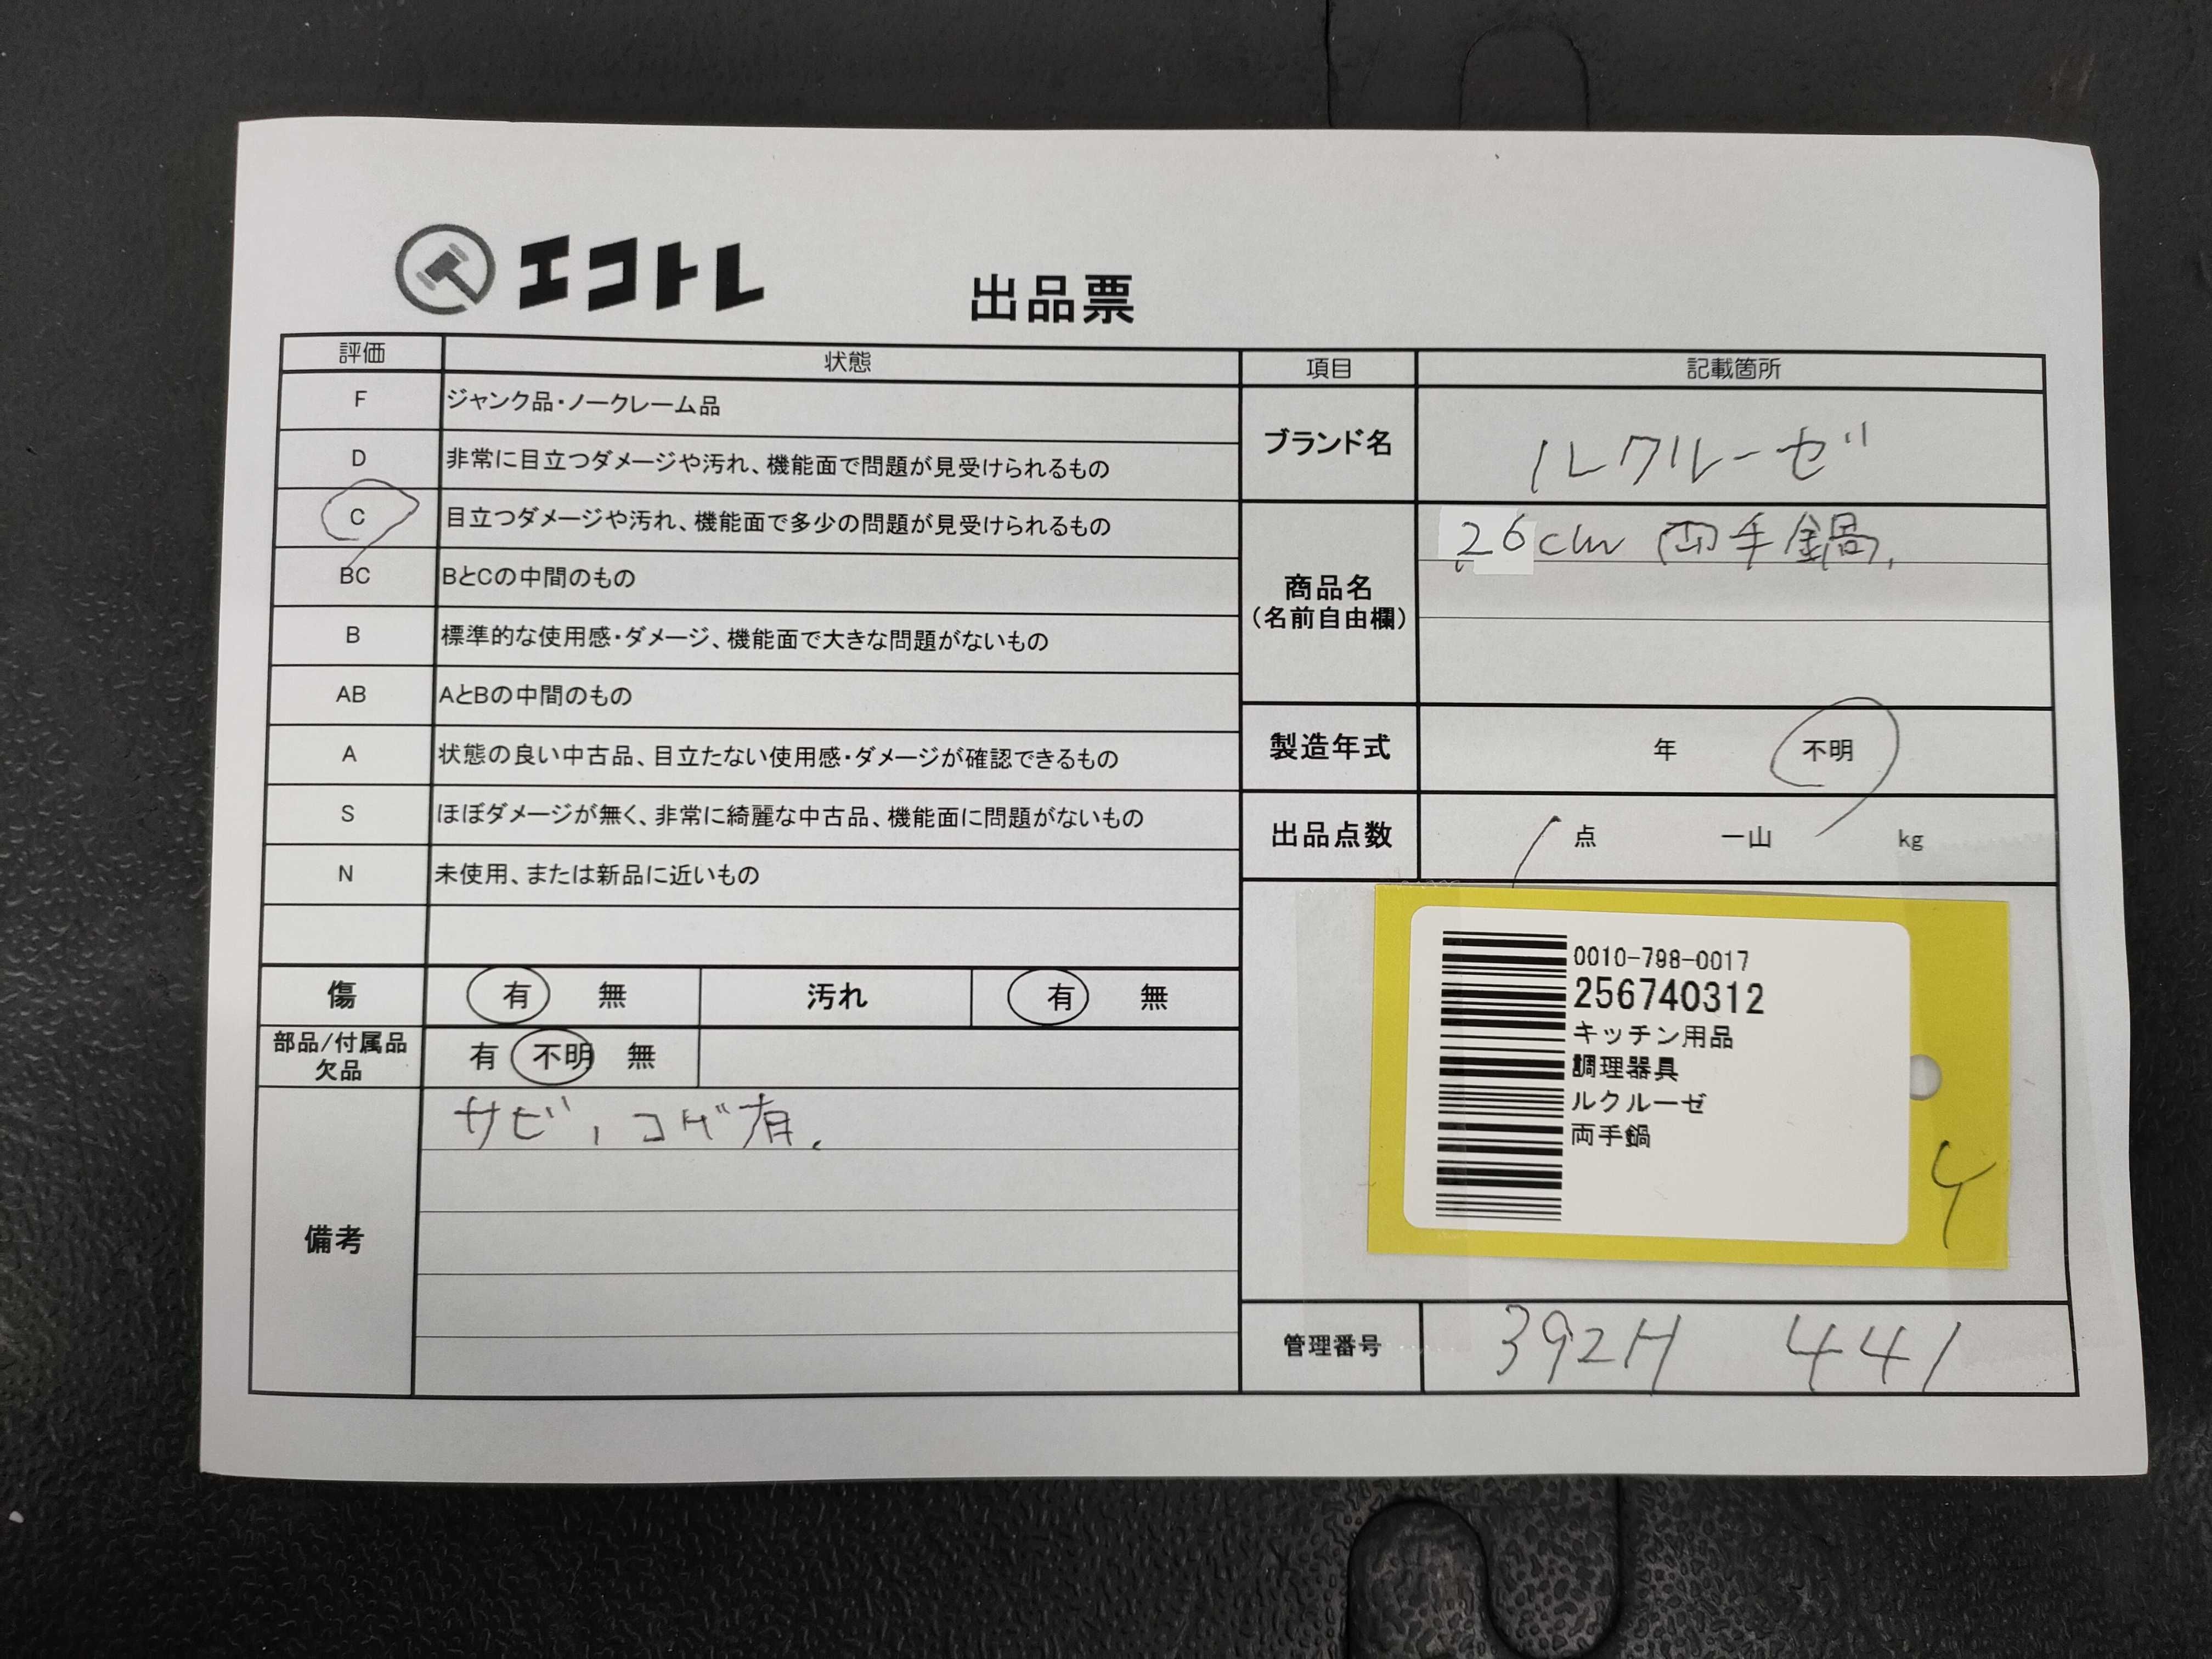 エコトレ 出品票
評価 状態
F ジャンク品・ノークレーム品
D 非常に目立つダメージや汚れ、機能面で問題が見受けられるもの
C 目立つダメージや汚れ、機能面で多少の問題が見受けられるもの
BC BとCの中間のもの
B 標準的な使用感・ダメージ、機能面で大きな問題がないもの
AB AとBの中間のもの
A 状態の良い中古品、目立たない使用感・ダメージが確認できるもの
S ほぼダメージが無く、非常に綺麗な中古品、機能面に問題がないもの
N 未使用、または新品に近いもの
傷 有 無 汚れ 有 無
部品/付属品
欠品 有 不明 無
備考 サビ、コゲ有.
項目 記載箇所
ブランド名 ルクルーゼ
商品名
(名前自由欄) 26cm 両手鍋.
製造年式 年 不明
出品点数 1 点 一山 kg
0010-798-0017
256740312
キッチン用品
調理器具
ルクルーゼ
両手鍋
管理番号 392H 441